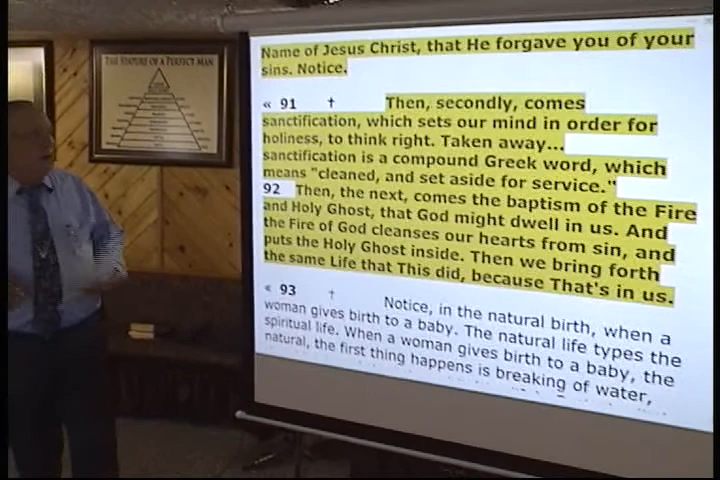 THE STATURE OF A PERFECT MAN
Name of Jesus Christ, that He forgave you of your
sins. Notice.
« 91 † Then, secondly, comes
sanctification, which sets our mind in order for
holiness, to think right. Taken away...
sanctification is a compound Greek word, which
means "cleaned, and set aside for service."
92 Then, the next, comes the baptism of the Fire
and Holy Ghost, that God might dwell in us. And
the Fire of God cleanses our hearts from sin, and
puts the Holy Ghost inside. Then we bring forth
the same Life that This did, because That's in us.
« 93 † Notice, in the natural birth, when a
woman gives birth to a baby. The natural life types the
spiritual life. When a woman gives birth to a baby, the
natural, the first thing happens is breaking of water,